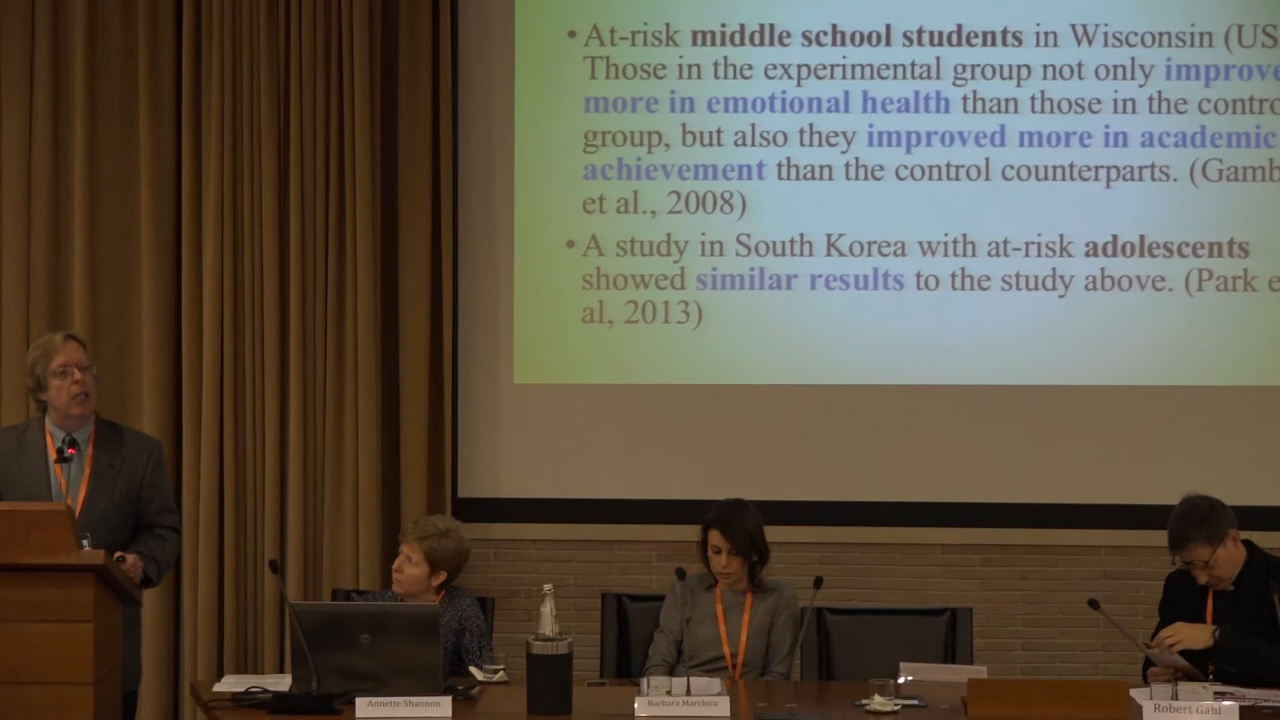 • At-risk middle school students in Wisconsin (US
Those in the experimental group not only improve
more in emotional health than those in the contro
group, but also they improved more in academic
achievement than the control counterparts. (Gamb
et al., 2008)
• A study in South Korea with at-risk adolescents
showed similar results to the study above. (Park e
al, 2013)
Annette Shannon
Barbara Marchica
Robert Gahl